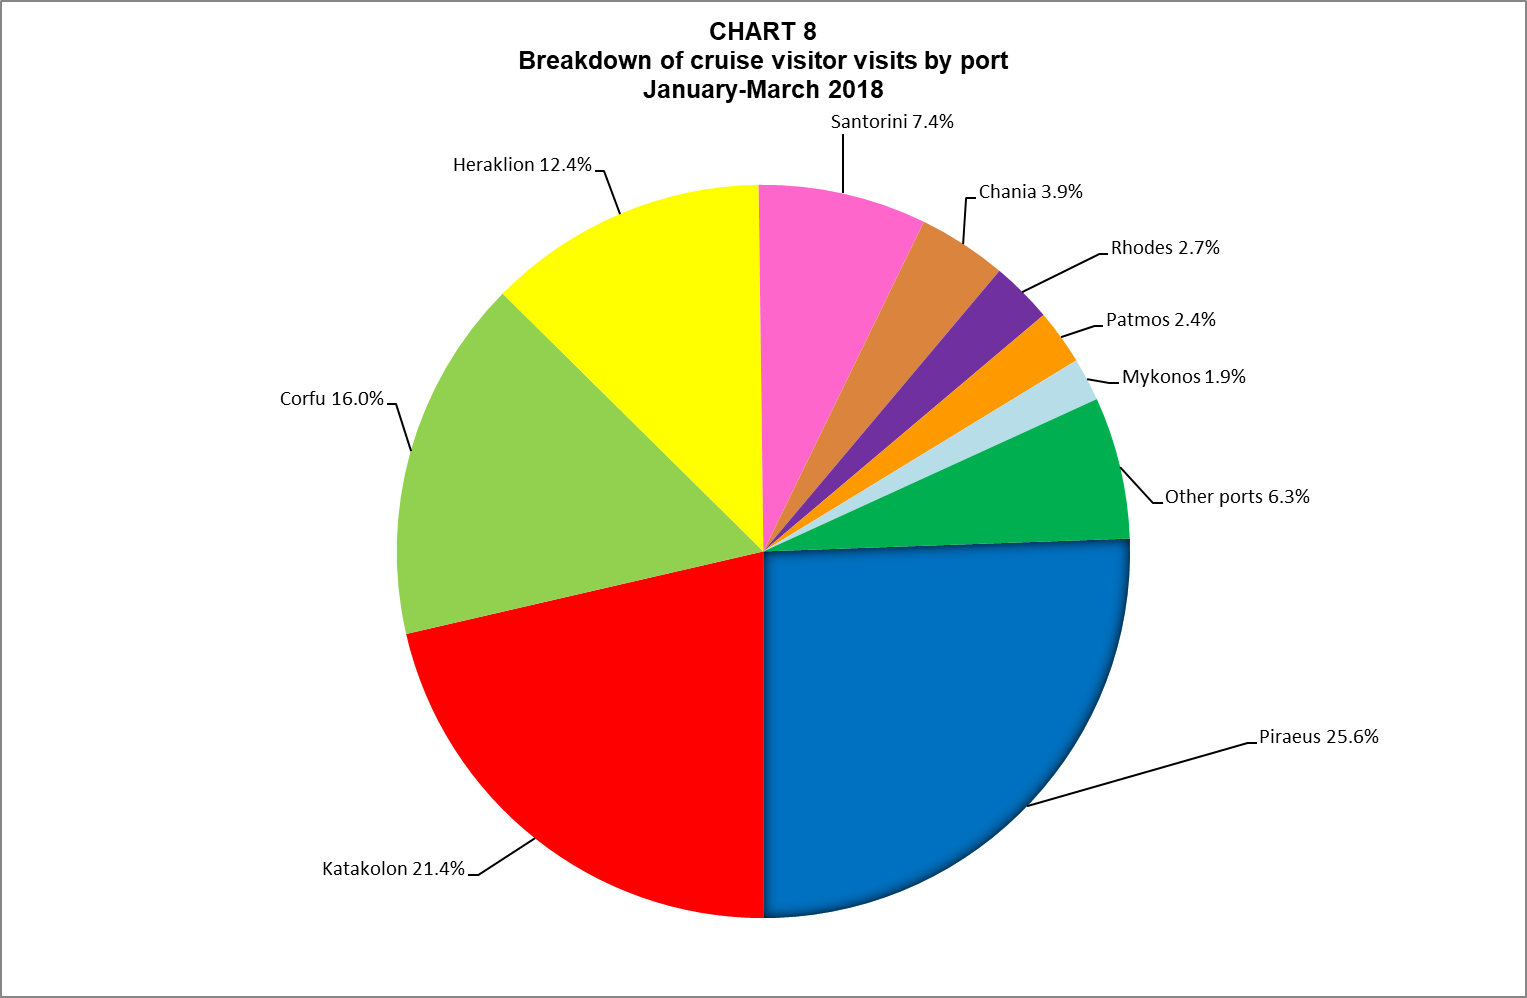 CHART 8
Breakdown of cruise visitor visits by port
January-March 2018
Santorini 7.4%
Heraklion 12.4%
Chania 3.9%
Rhodes 2.7%
Patmos 2.4%
Mykonos 1.9%
Corfu 16.0%
Other ports 6.3%
Piraeus 25.6%
Katakolon 21.4%